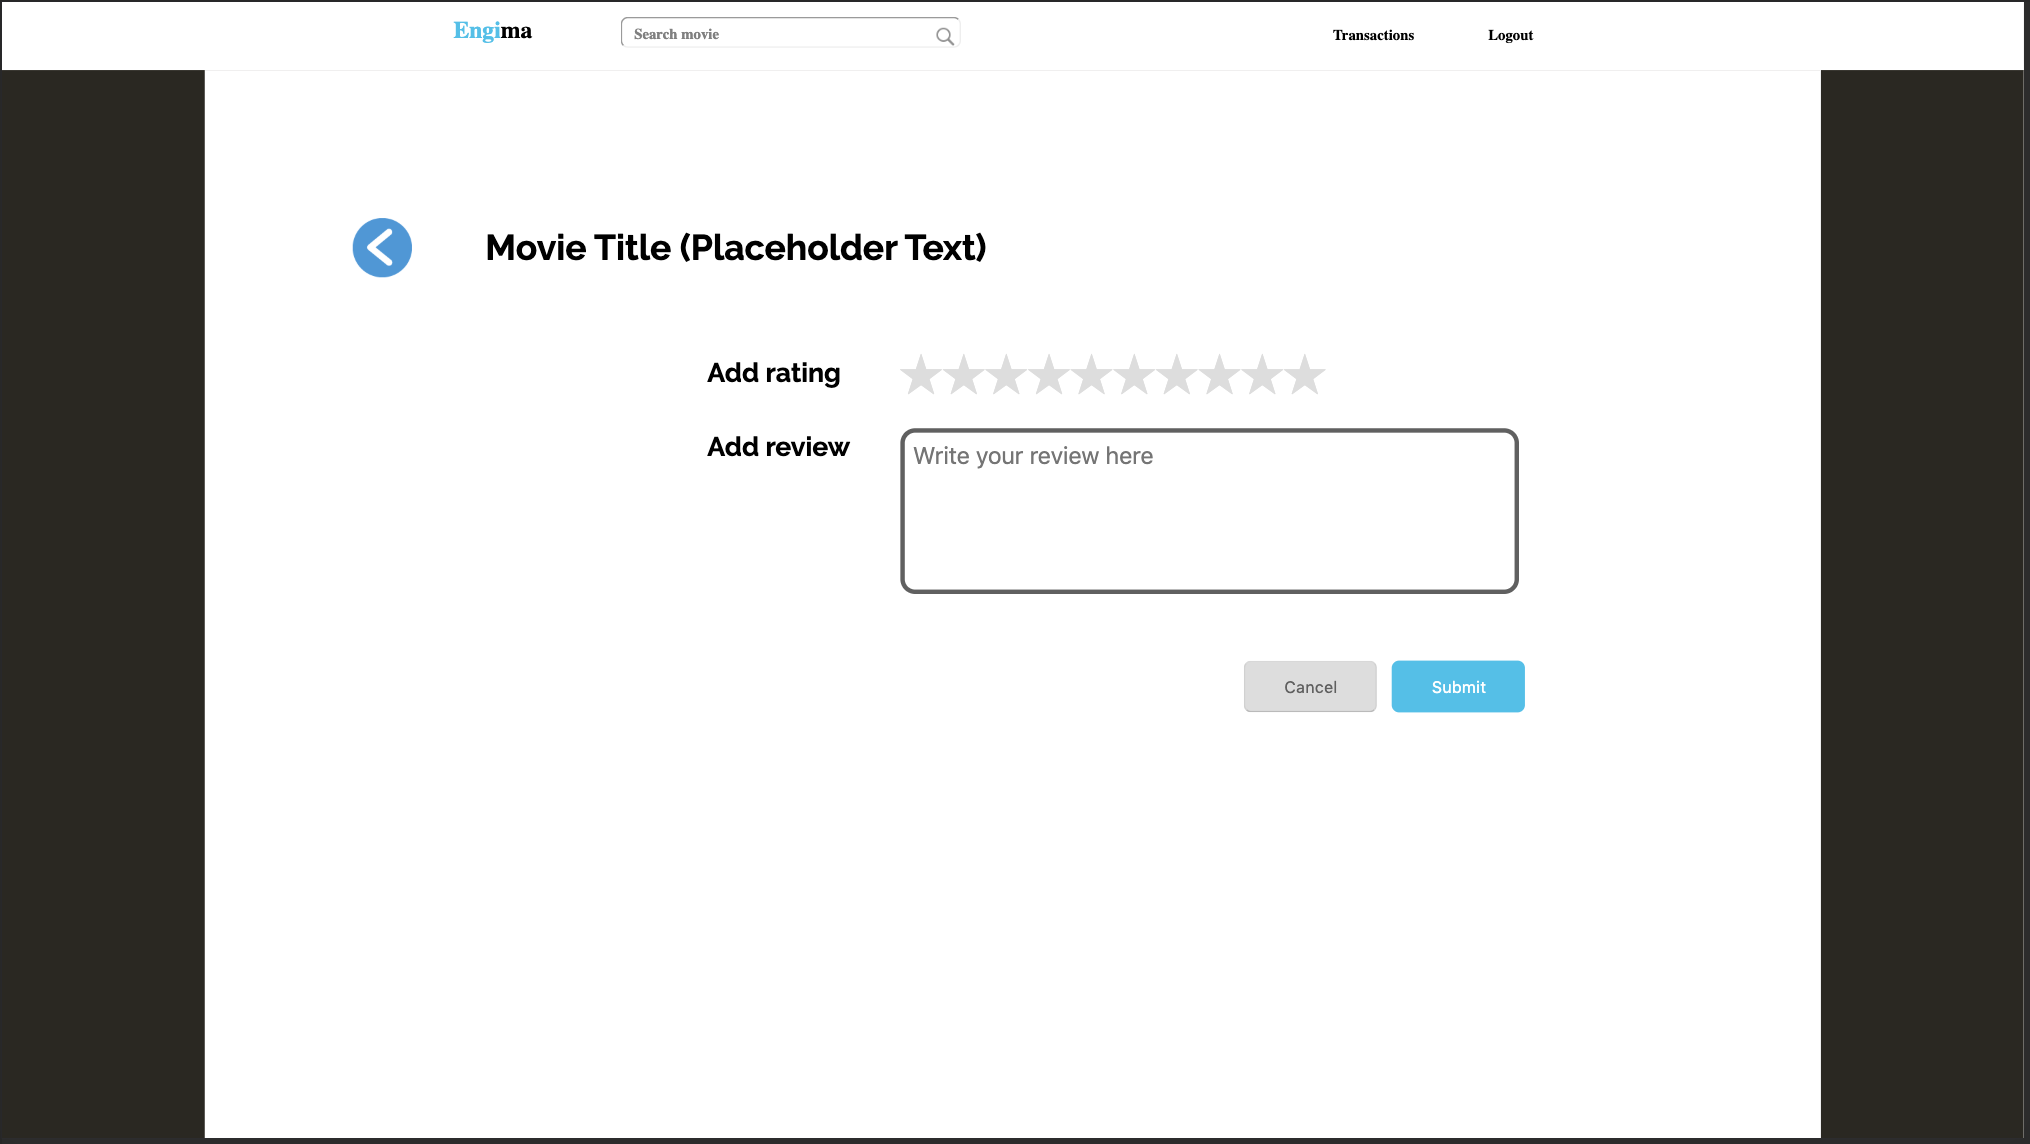 Engima
Search movie
Transactions
Logout
Movie Title (Placeholder Text)
Add rating
Add review
Write your review here
Cancel
Submit